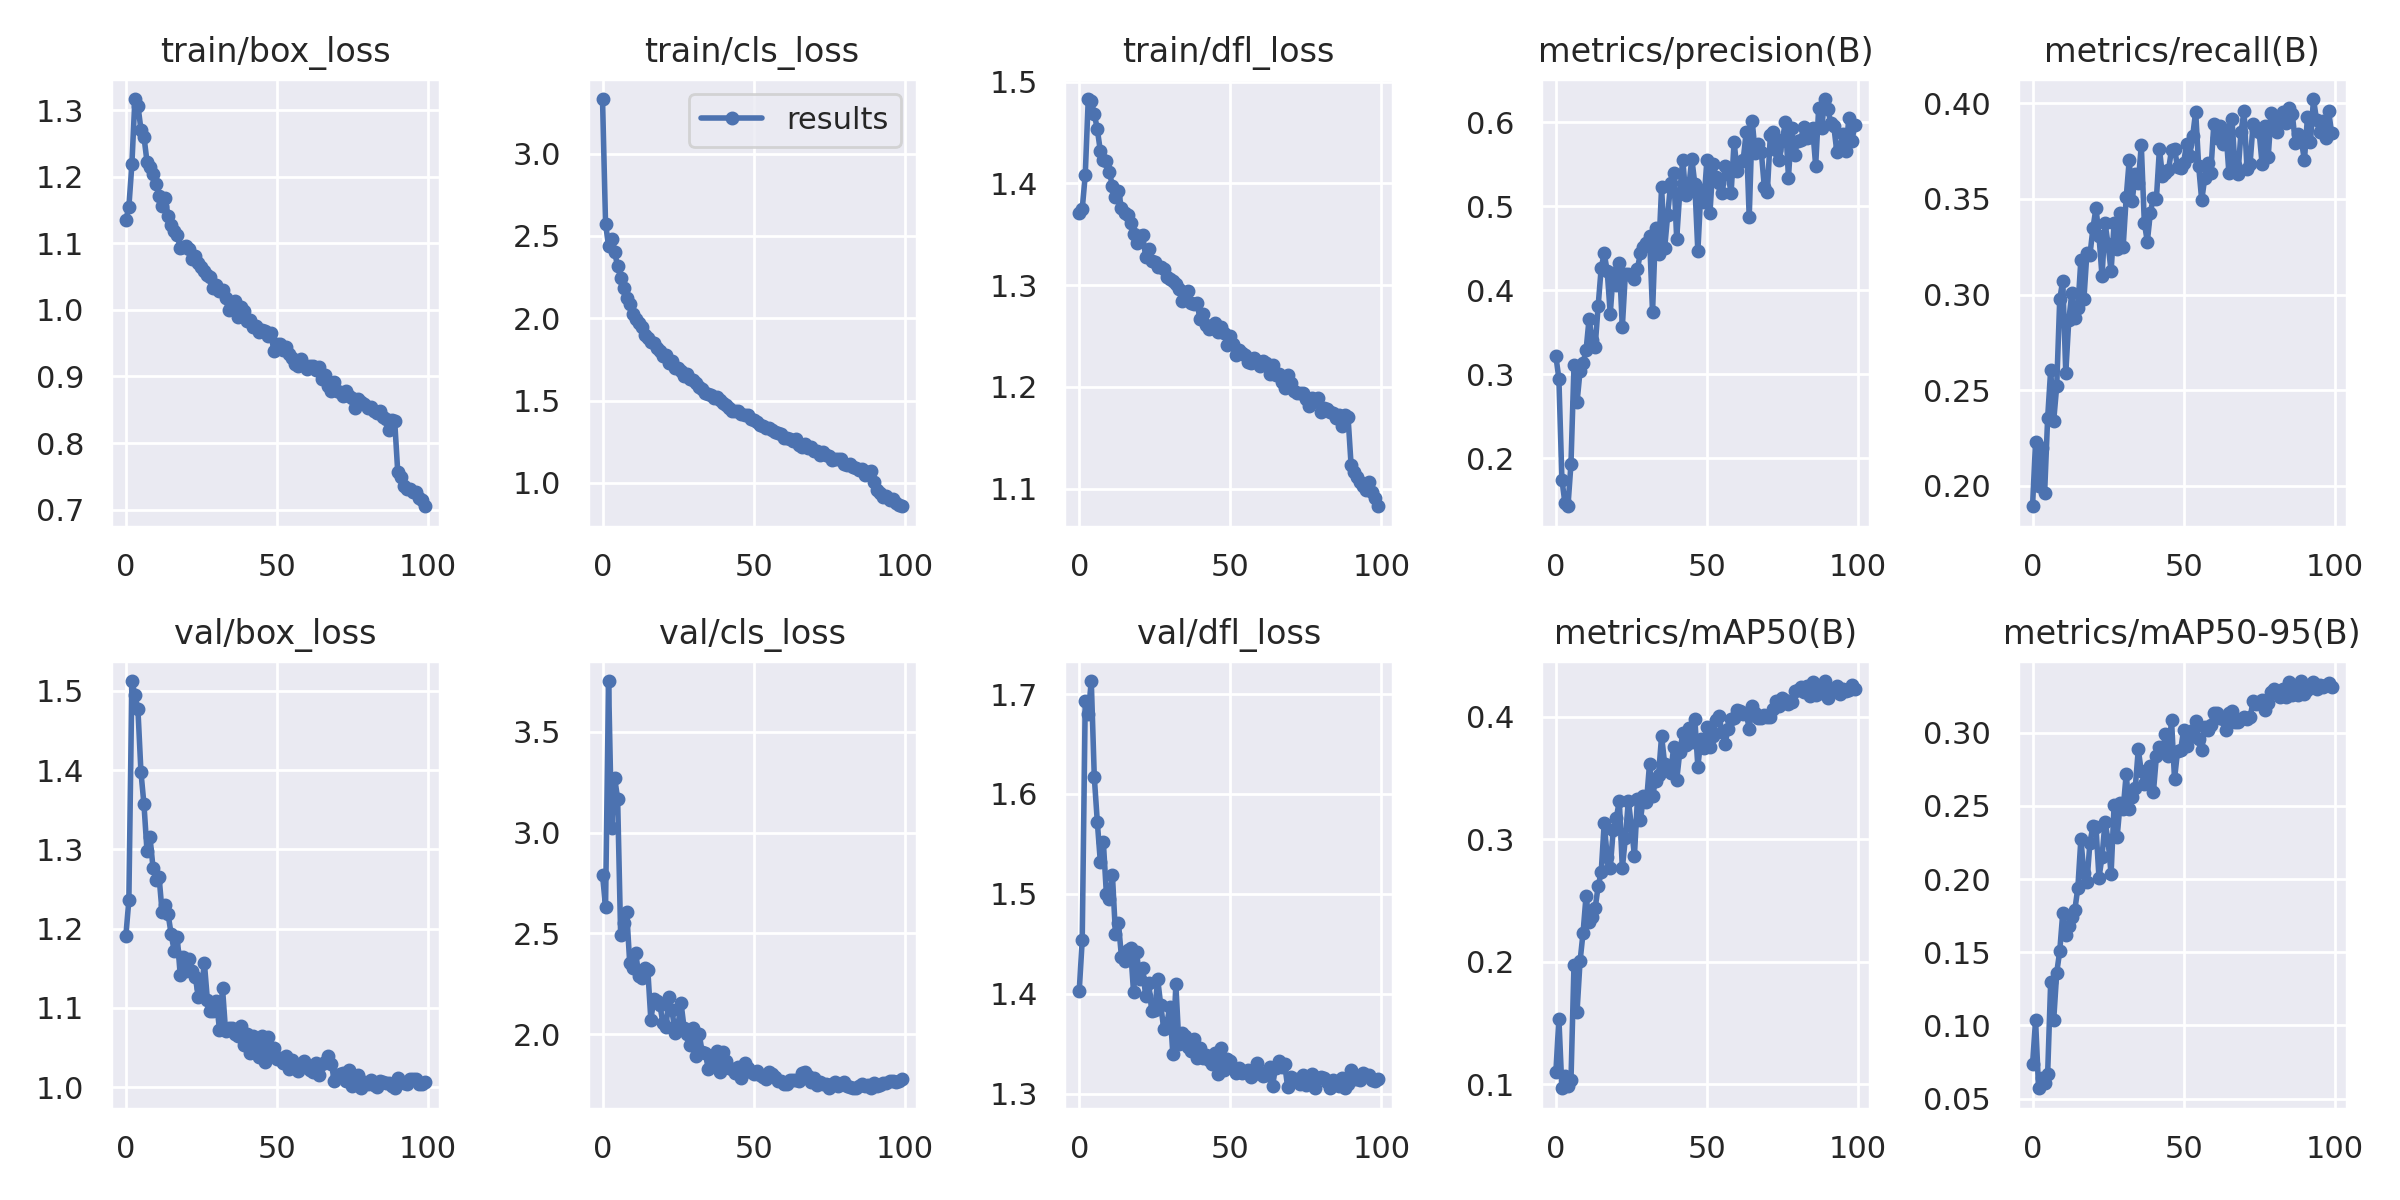 train/box_loss
1.3
1.2
1.1
1.0
0.9
0.8
0.7
0 50 100
train/cls_loss
results
3.0
2.5
2.0
1.5
1.0
0 50 100
train/dfl_loss
1.5
1.4
1.3
1.2
1.1
0 50 100
metrics/precision(B)
0.6
0.5
0.4
0.3
0.2
0 50 100
metrics/recall(B)
0.40
0.35
0.30
0.25
0.20
0 50 100
val/box_loss
1.5
1.4
1.3
1.2
1.1
1.0
0 50 100
val/cls_loss
3.5
3.0
2.5
2.0
0 50 100
val/dfl_loss
1.7
1.6
1.5
1.4
1.3
0 50 100
metrics/mAP50(B)
0.4
0.3
0.2
0.1
0 50 100
metrics/mAP50-95(B)
0.30
0.25
0.20
0.15
0.10
0.05
0 50 100